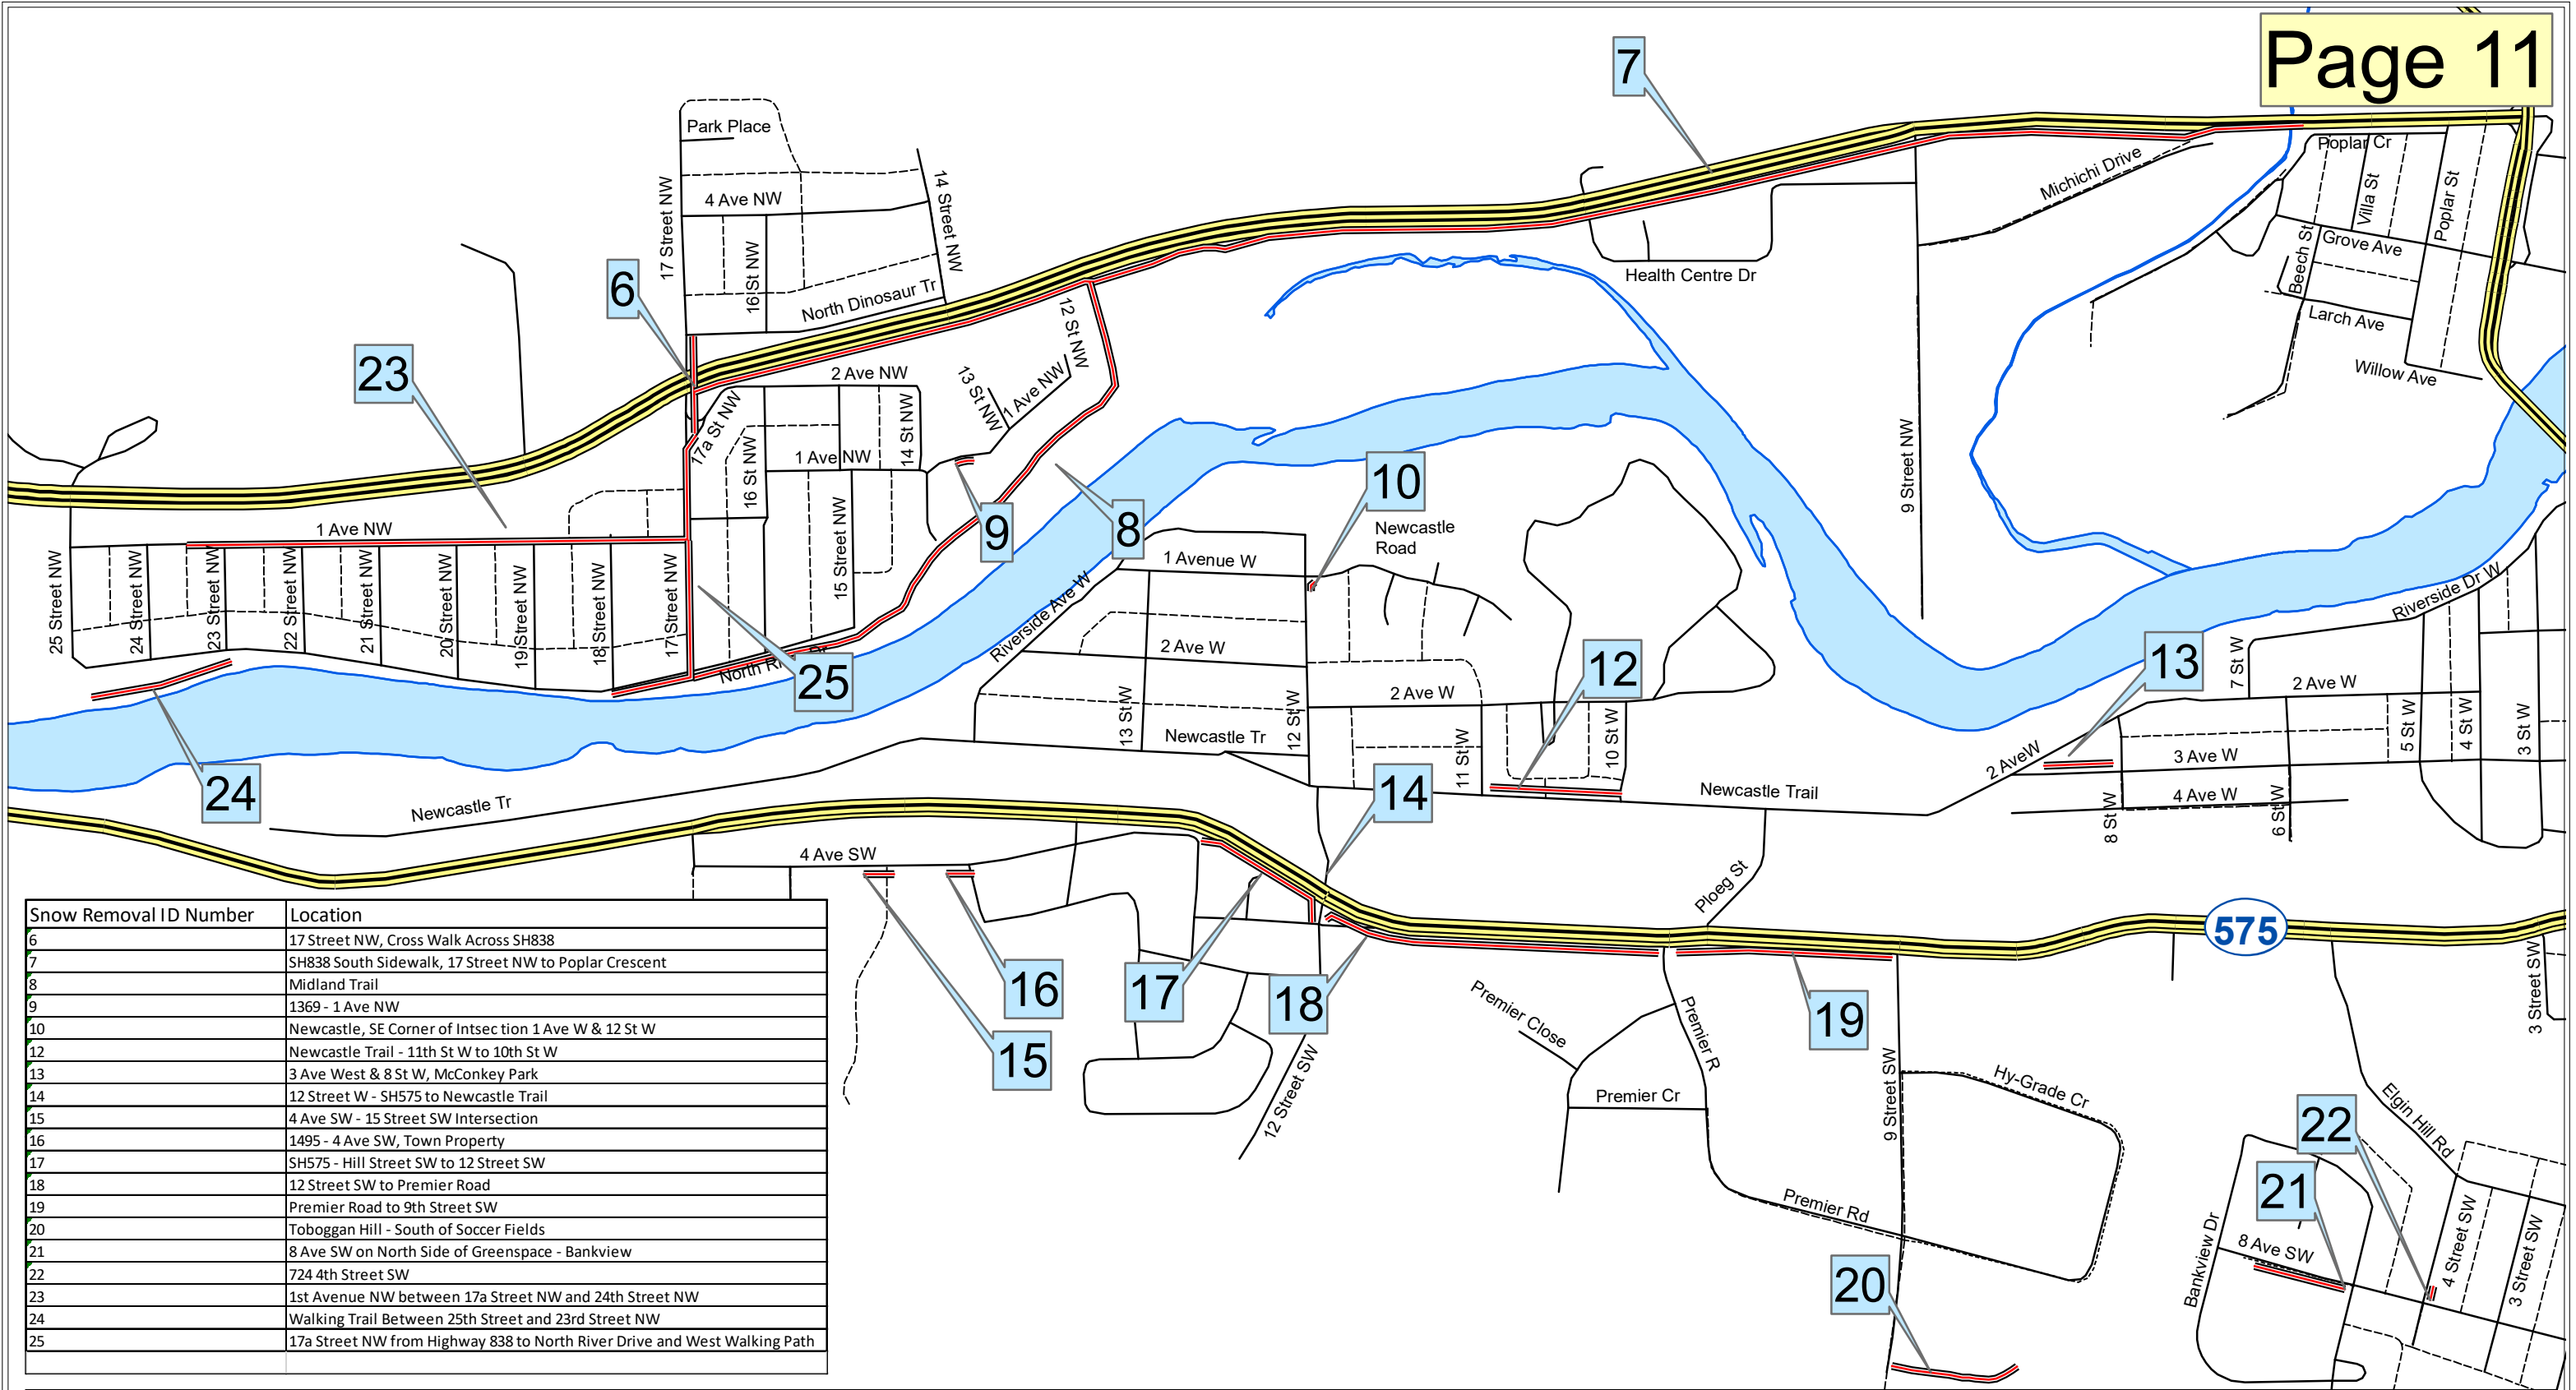 Page 11
7
Park Place
17 Street NW
4 Ave NW
14 Street NW
16 St NW
North Dinosaur Tr
6
23
12 St NW
Health Centre Dr
Michichi Drive
Poplar Cr
Villa St
Poplar St
Beech St
Grove Ave
Larch Ave
Willow Ave
2 Ave NW
13 St NW
1 Ave NW
17a St NW
16 St NW
14 St NW
1 Ave NW
15 Street NW
9 Street NW
10
9
8
Newcastle
Road
1 Ave NW
25 Street NW
24 Street NW
23 Street NW
22 Street NW
21 Street NW
20 Street NW
19 Street NW
18 Street NW
17 Street NW
1 Avenue W
Riverside Ave W
Riverside Dr W
2 Ave W
12
13
25
2 Ave W
13 St W
12 St W
11 St W
10 St W
7 St W
2 Ave W
5 St W
4 St W
3 St W
Newcastle Tr
2 Ave W
3 Ave W
4 Ave W
8 St W
6 St W
24
14
Newcastle Tr
Newcastle Trail
4 Ave SW
Ploeg St
575
16
17
18
15
19
Premier Close
Premier R
Premier Cr
12 Street SW
9 Street SW
Hy-Grade Cr
3 Street SW
Elgin Hill Rd
22
21
Premier Rd
20
Bankview Dr
8 Ave SW
4 Street SW
3 Street SW
Snow Removal ID Number Location
6 17 Street NW, Cross Walk Across SH838
7 SH838 South Sidewalk, 17 Street NW to Poplar Crescent
8 Midland Trail
9 1369 - 1 Ave NW
10 Newcastle, SE Corner of Intsec tion 1 Ave W & 12 St W
12 Newcastle Trail - 11th St W to 10th St W
13 3 Ave West & 8 St W, McConkey Park
14 12 Street W - SH575 to Newcastle Trail
15 4 Ave SW - 15 Street SW Intersection
16 1495 - 4 Ave SW, Town Property
17 SH575 - Hill Street SW to 12 Street SW
18 12 Street SW to Premier Road
19 Premier Road to 9th Street SW
20 Toboggan Hill - South of Soccer Fields
21 8 Ave SW on North Side of Greenspace - Bankview
22 724 4th Street SW
23 1st Avenue NW between 17a Street NW and 24th Street NW
24 Walking Trail Between 25th Street and 23rd Street NW
25 17a Street NW from Highway 838 to North River Drive and West Walking Path